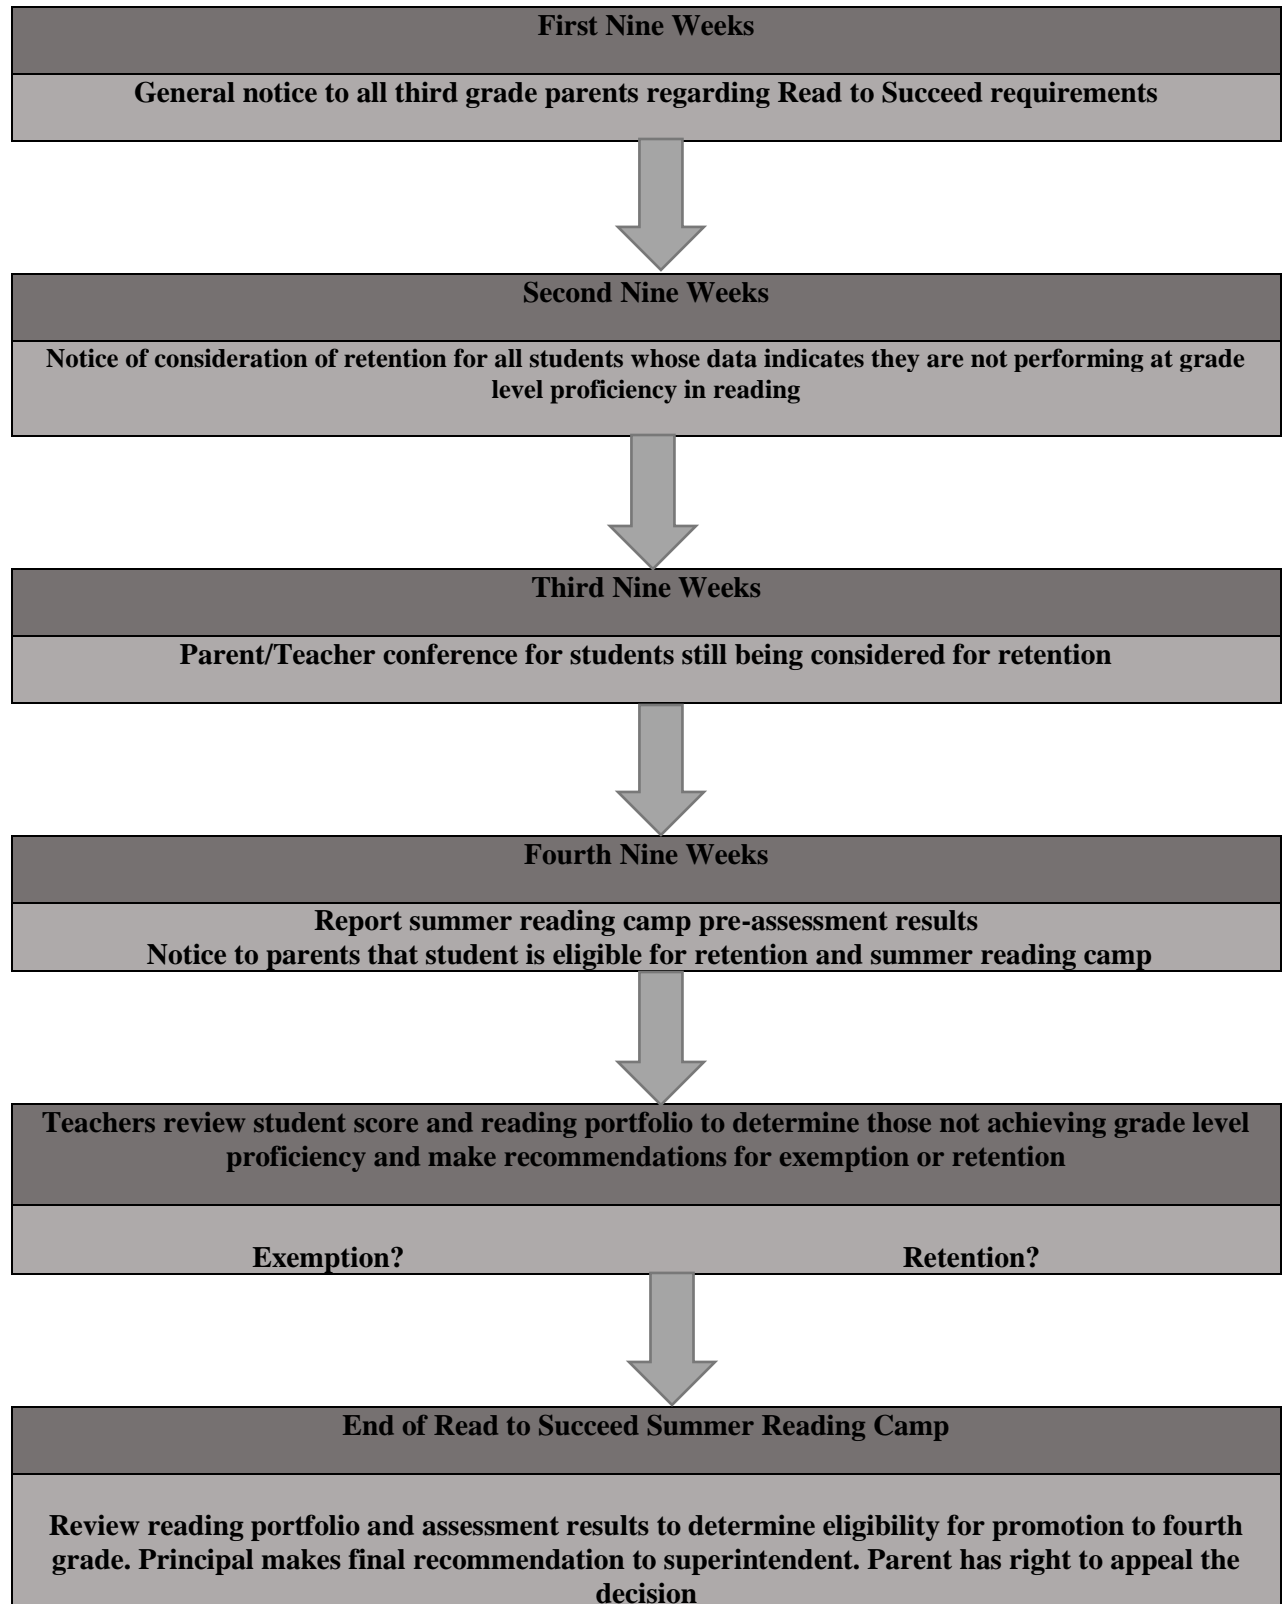 First Nine Weeks
General notice to all third grade parents regarding Read to Succeed requirements
Second Nine Weeks
Notice of consideration of retention for all students whose data indicates they are not performing at grade
level proficiency in reading
Third Nine Weeks
Parent/Teacher conference for students still being considered for retention
Fourth Nine Weeks
Report summer reading camp pre-assessment results
Notice to parents that student is eligible for retention and summer reading camp
Teachers review student score and reading portfolio to determine those not achieving grade level
proficiency and make recommendations for exemption or retention
Exemption? Retention?
End of Read to Succeed Summer Reading Camp
Review reading portfolio and assessment results to determine eligibility for promotion to fourth
grade. Principal makes final recommendation to superintendent. Parent has right to appeal the
decision